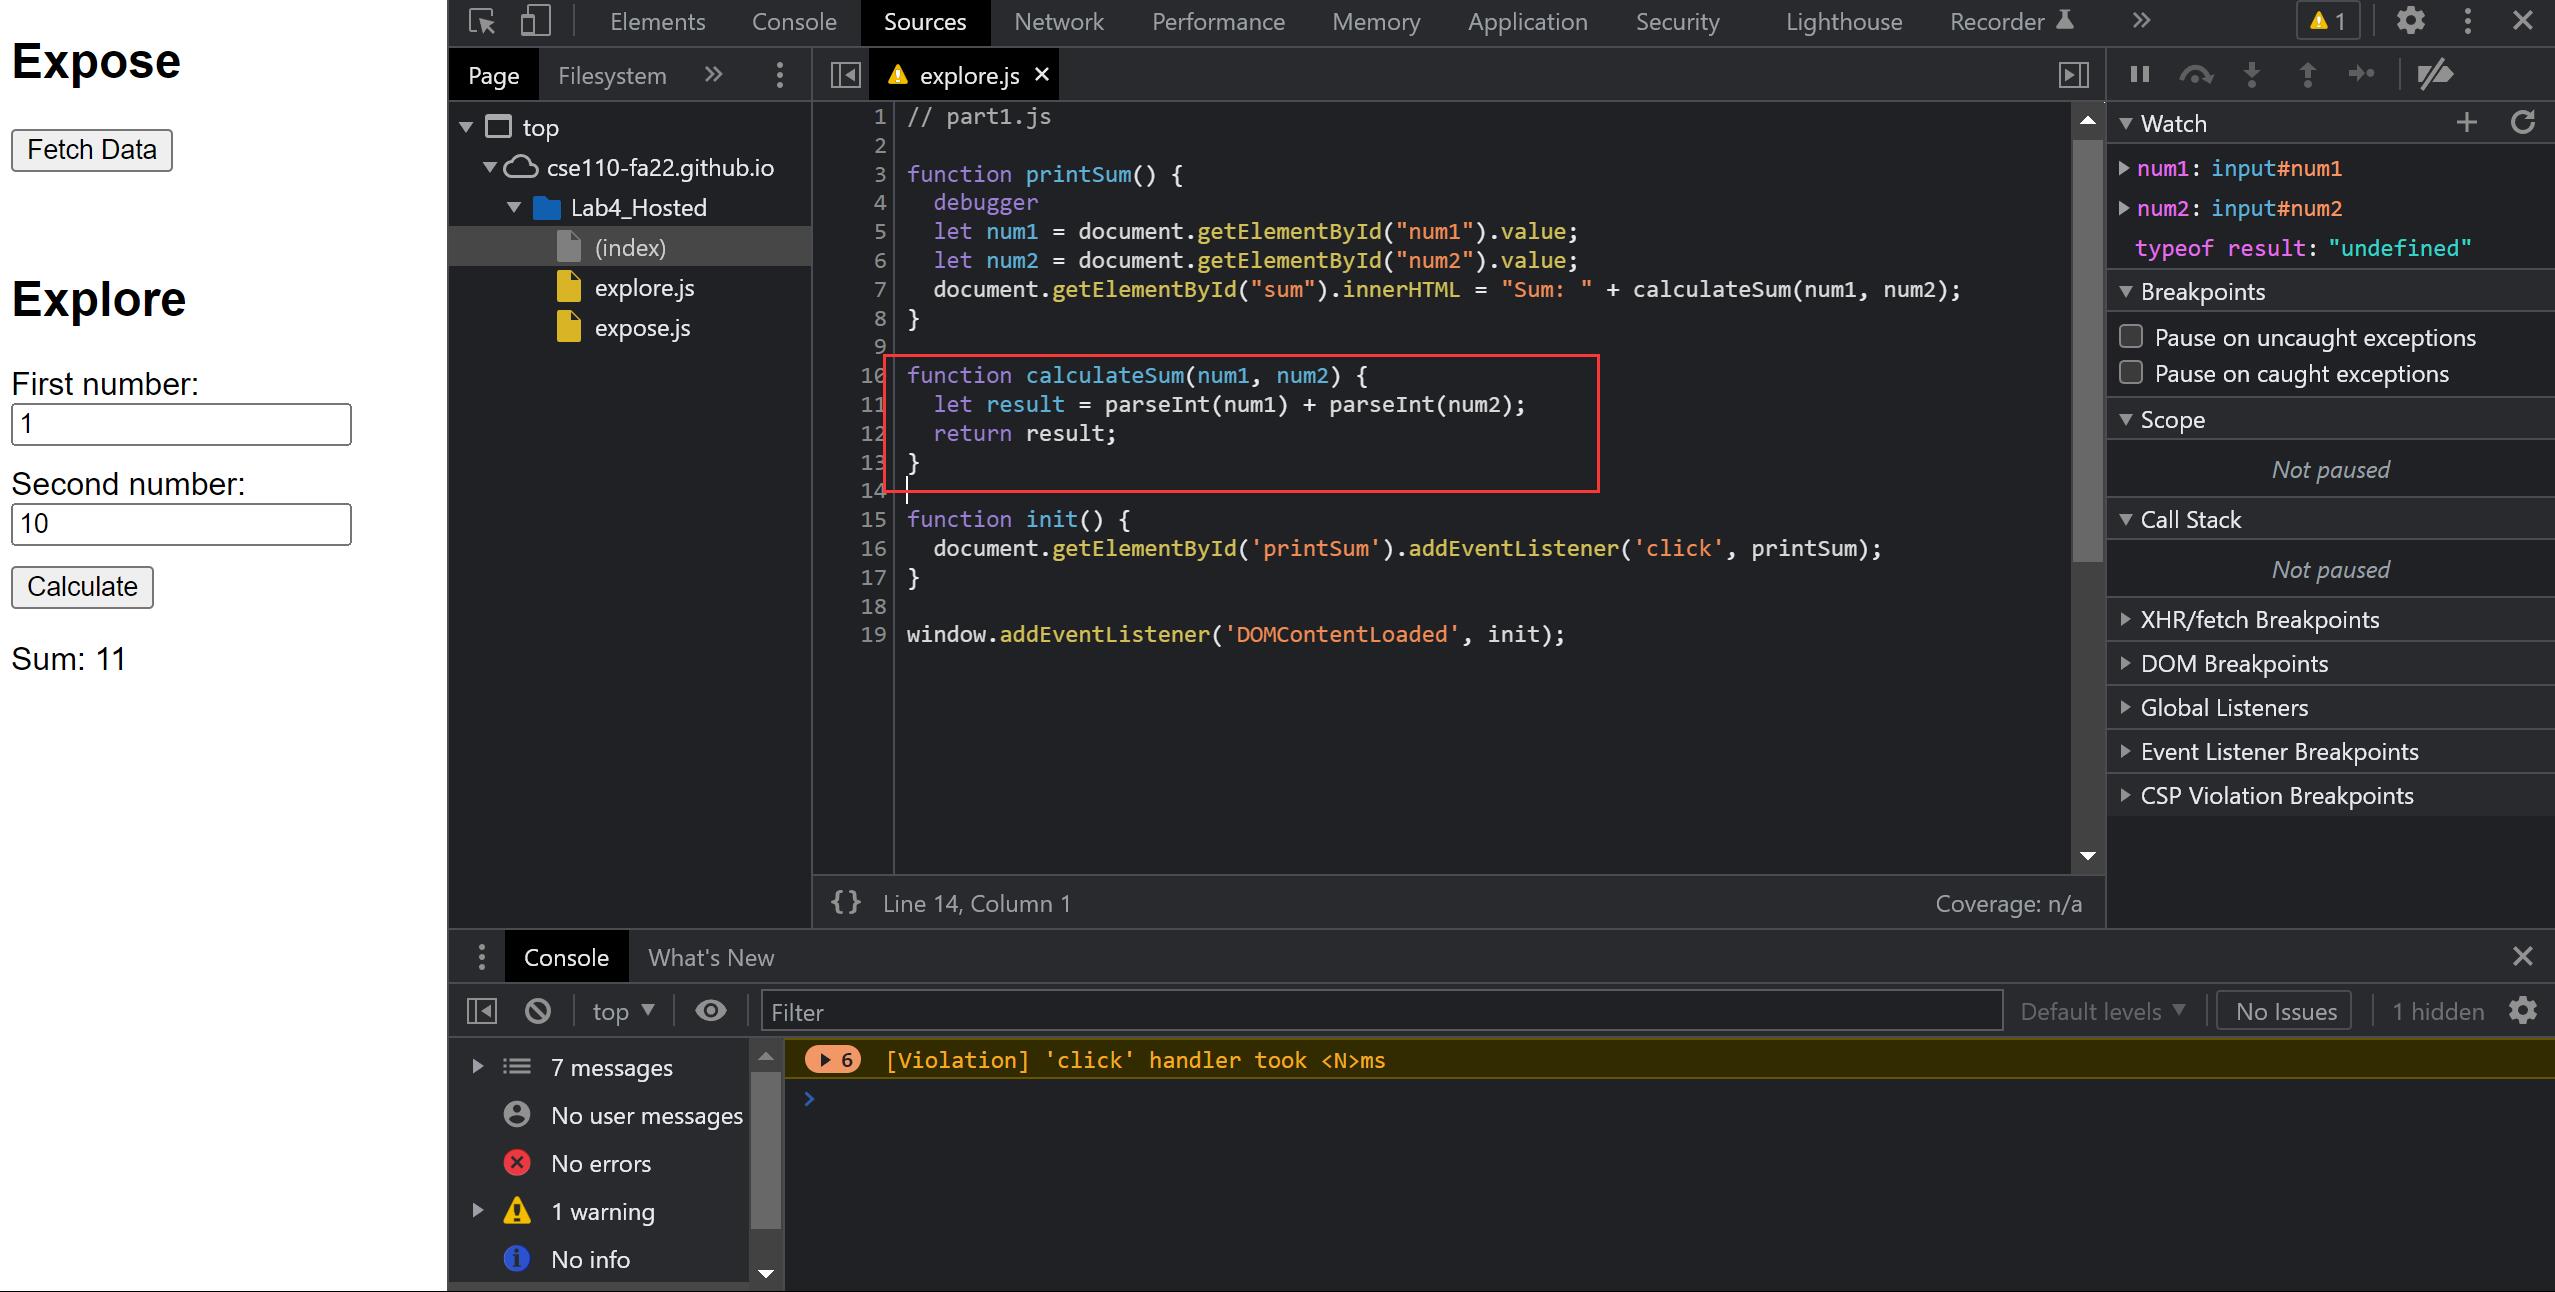 Expose
Fetch Data
Explore
First number:
1
Second number:
10
Calculate
Sum: 11
Elements Console Sources Network Performance Memory Application Security Lighthouse Recorder 1
Page Filesystem
top
cse110-fa22.github.io
Lab4_Hosted
(index)
explore.js
expose.js
explore.js
1 // part1.js
2
3 function printSum() {
4   debugger
5   let num1 = document.getElementById("num1").value;
6   let num2 = document.getElementById("num2").value;
7   document.getElementById("sum").innerHTML = "Sum: " + calculateSum(num1, num2);
8 }
9
10 function calculateSum(num1, num2) {
11   let result = parseInt(num1) + parseInt(num2);
12   return result;
13 }
14
15 function init() {
16   document.getElementById('printSum').addEventListener('click', printSum);
17 }
18
19 window.addEventListener('DOMContentLoaded', init);
{} Line 14, Column 1 Coverage: n/a
Watch
num1: input#num1
num2: input#num2
typeof result: "undefined"
Breakpoints
Pause on uncaught exceptions
Pause on caught exceptions
Scope
Not paused
Call Stack
Not paused
XHR/fetch Breakpoints
DOM Breakpoints
Global Listeners
Event Listener Breakpoints
CSP Violation Breakpoints
Console What's New
top Filter Default levels No Issues 1 hidden
7 messages
No user messages
No errors
1 warning
No info
6 [Violation] 'click' handler took <N>ms